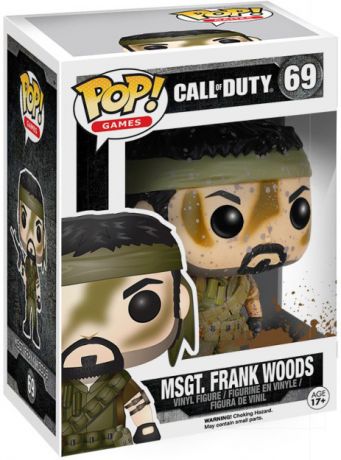 POP!
GAMES
CALL OF DUTY
69
POP!
GAMES
69
MSGT. FRANK WOODS
VINYL FIGURE / FIGURINE EN VINYLE /
FIGURA DE VINIL
WARNING! Choking Hazard.
May contain small parts.
AGE
17+